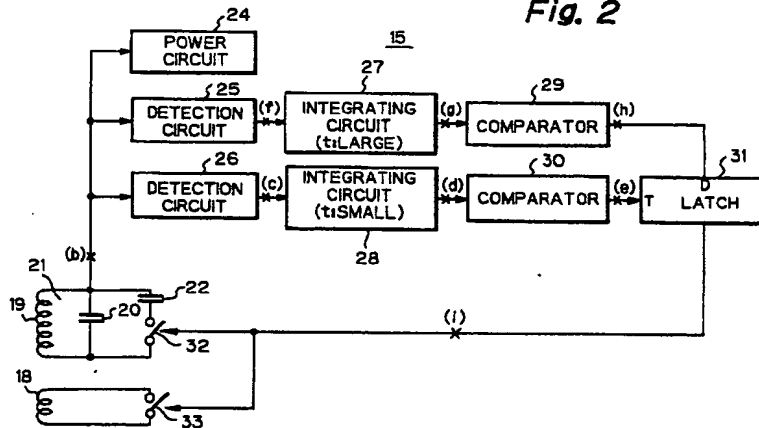 Fig. 2
15
24
POWER
CIRCUIT
25
DETECTION
CIRCUIT
(f)
27
INTEGRATING
CIRCUIT
(t:LARGE)
(g)
29
COMPARATOR
(h)
26
DETECTION
CIRCUIT
(c)
INTEGRATING
CIRCUIT
(t:SMALL)
28
(d)
30
COMPARATOR
(e)
31
D
T LATCH
(b)
21
19
20
22
32
(i)
18
33